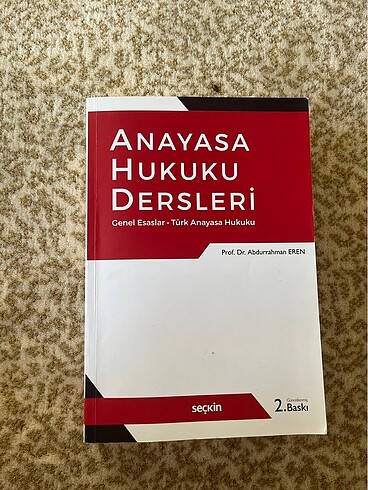 ANAYASA
HUKUKU
DERSLERİ
Genel Esaslar - Türk Anayasa Hukuku
Prof. Dr. Abdurrahman EREN
seçkin
Güncellenmiş
2.Baskı